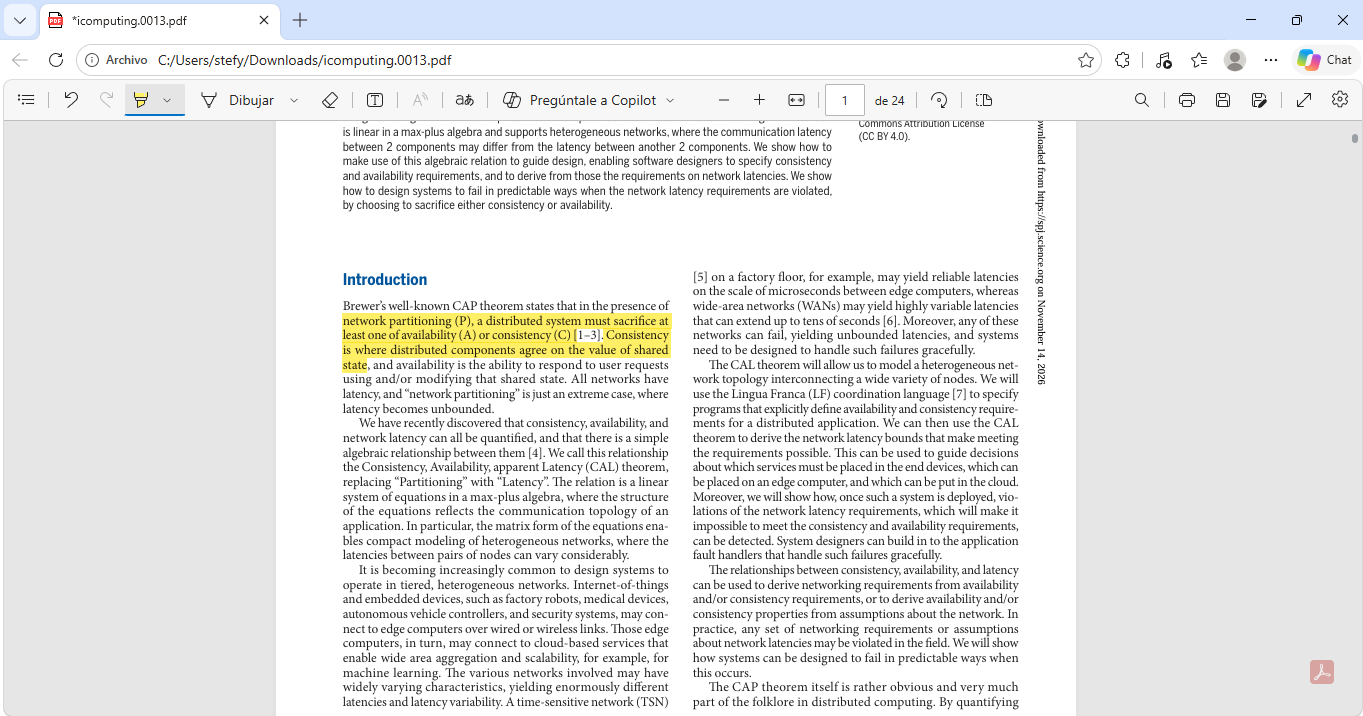 *icomputing.0013.pdf
Archivo C:/Users/stefy/Downloads/icomputing.0013.pdf
Chat
Dibujar
Pregúntale a Copilot
1 de 24
is linear in a max-plus algebra and supports heterogeneous networks, where the communication latency
between 2 components may differ from the latency between another 2 components. We show how to
make use of this algebraic relation to guide design, enabling software designers to specify consistency
and availability requirements, and to derive from those the requirements on network latencies. We show
how to design systems to fail in predictable ways when the network latency requirements are violated,
by choosing to sacrifice either consistency or availability.
Commons Attribution License
(CC BY 4.0).
Introduction
Brewer's well-known CAP theorem states that in the presence of
network partitioning (P), a distributed system must sacrifice at
least one of availability (A) or consistency (C) [1–3]. Consistency
is where distributed components agree on the value of shared
state, and availability is the ability to respond to user requests
using and/or modifying that shared state. All networks have
latency, and “network partitioning” is just an extreme case, where
latency becomes unbounded.
We have recently discovered that consistency, availability, and
network latency can all be quantified, and that there is a simple
algebraic relationship between them [4]. We call this relationship
the Consistency, Availability, apparent Latency (CAL) theorem,
replacing “Partitioning” with “Latency”. The relation is a linear
system of equations in a max-plus algebra, where the structure
of the equations reflects the communication topology of an
application. In particular, the matrix form of the equations ena-
bles compact modeling of heterogeneous networks, where the
latencies between pairs of nodes can vary considerably.
It is becoming increasingly common to design systems to
operate in tiered, heterogeneous networks. Internet-of-things
and embedded devices, such as factory robots, medical devices,
autonomous vehicle controllers, and security systems, may con-
nect to edge computers over wired or wireless links. Those edge
computers, in turn, may connect to cloud-based services that
enable wide area aggregation and scalability, for example, for
machine learning. The various networks involved may have
widely varying characteristics, yielding enormously different
latencies and latency variability. A time-sensitive network (TSN)
[5] on a factory floor, for example, may yield reliable latencies
on the scale of microseconds between edge computers, whereas
wide-area networks (WANs) may yield highly variable latencies
that can extend up to tens of seconds [6]. Moreover, any of these
networks can fail, yielding unbounded latencies, and systems
need to be designed to handle such failures gracefully.
The CAL theorem will allow us to model a heterogeneous net-
work topology interconnecting a wide variety of nodes. We will
use the Lingua Franca (LF) coordination language [7] to specify
programs that explicitly define availability and consistency require-
ments for a distributed application. We can then use the CAL
theorem to derive the network latency bounds that make meeting
the requirements possible. This can be used to guide decisions
about which services must be placed in the end devices, which can
be placed on an edge computer, and which can be put in the cloud.
Moreover, we will show how, once such a system is deployed, vio-
lations of the network latency requirements, which will make it
impossible to meet the consistency and availability requirements,
can be detected. System designers can build in to the application
fault handlers that handle such failures gracefully.
The relationships between consistency, availability, and latency
can be used to derive networking requirements from availability
and/or consistency requirements, or to derive availability and/or
consistency properties from assumptions about the network. In
practice, any set of networking requirements or assumptions
about network latencies may be violated in the field. We will show
how systems can be designed to fail in predictable ways when
this occurs.
The CAP theorem itself is rather obvious and very much
part of the folklore in distributed computing. By quantifying
ownloaded from https://spj.science.org on November 14, 2026